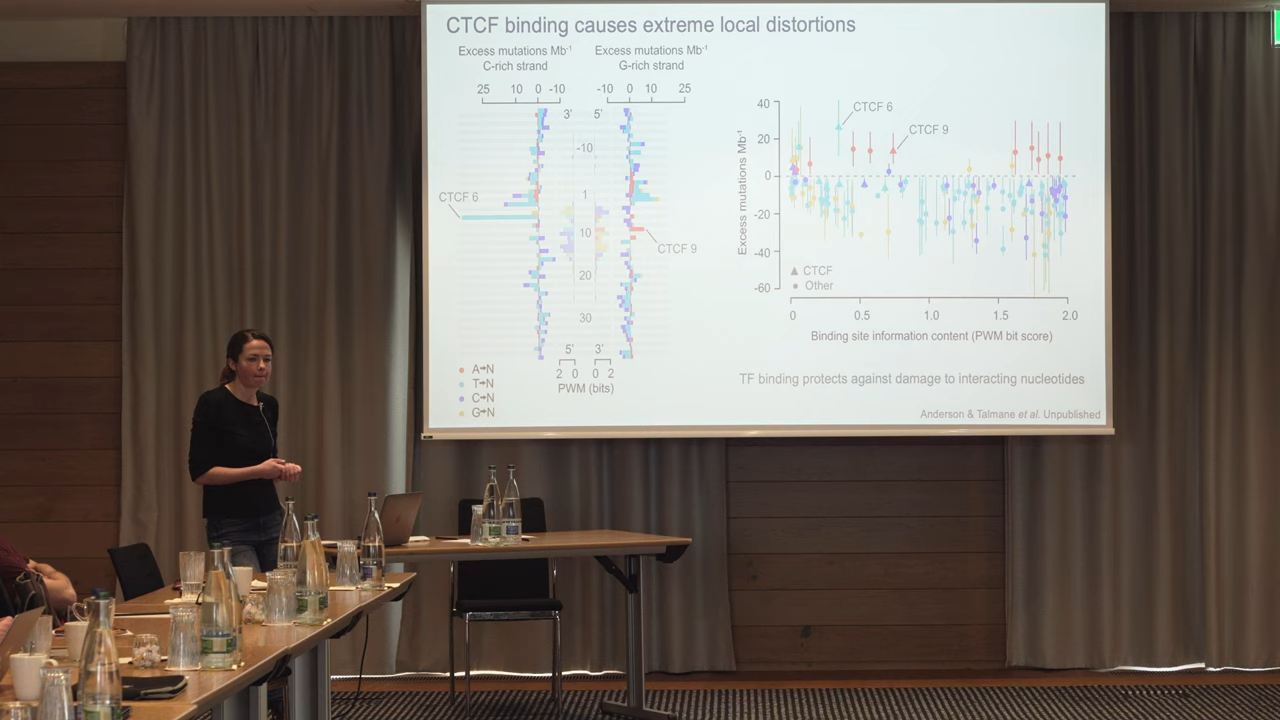 CTCF binding causes extreme local distortions
Excess mutations Mb⁻¹
C-rich strand
Excess mutations Mb⁻¹
G-rich strand
25 10 0 -10
-10 0 10 25
3' 5'
-10
1
10
20
30
CTCF 6
CTCF 9
5' 3'
2 0 0 2
PWM (bits)
A➔N
T➔N
C➔N
G➔N
Excess mutations Mb⁻¹
40
20
0
-20
-40
-60
CTCF 6
CTCF 9
CTCF
Other
0 0.5 1.0 1.5 2.0
Binding site information content (PWM bit score)
TF binding protects against damage to interacting nucleotides
Anderson & Talmane et al. Unpublished